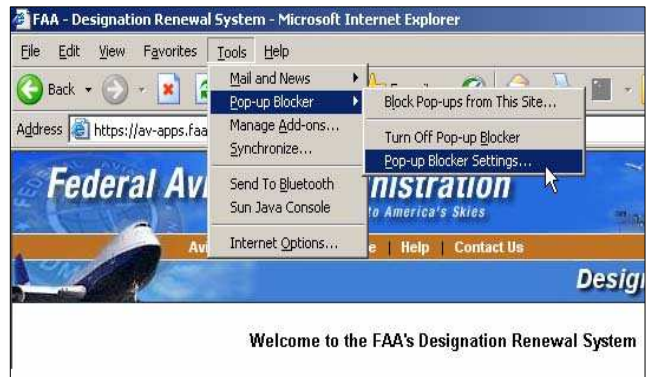 FAA - Designation Renewal System - Microsoft Internet Explorer
File Edit View Favorites Tools Help
Back
Mail and News
Pop-up Blocker
Manage Add-ons...
Synchronize...
Send To Bluetooth
Sun Java Console
Internet Options...
Block Pop-ups from This Site...
Turn Off Pop-up Blocker
Pop-up Blocker Settings...
Address https://av-apps.faa
Federal Av nistration
to America's Skies
Avi e | Help | Contact Us
Desig
Welcome to the FAA's Designation Renewal System